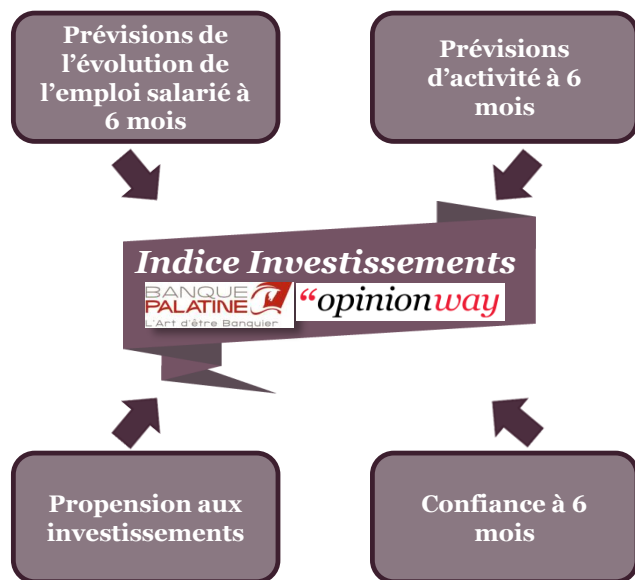 Prévisions de
l’évolution de
l’emploi salarié à
6 mois
Prévisions
d’activité à 6
mois
Indice Investissements
BANQUE
PALATINE
L'Art d'être Banquier
“opinionway
Propension aux
investissements
Confiance à 6
mois